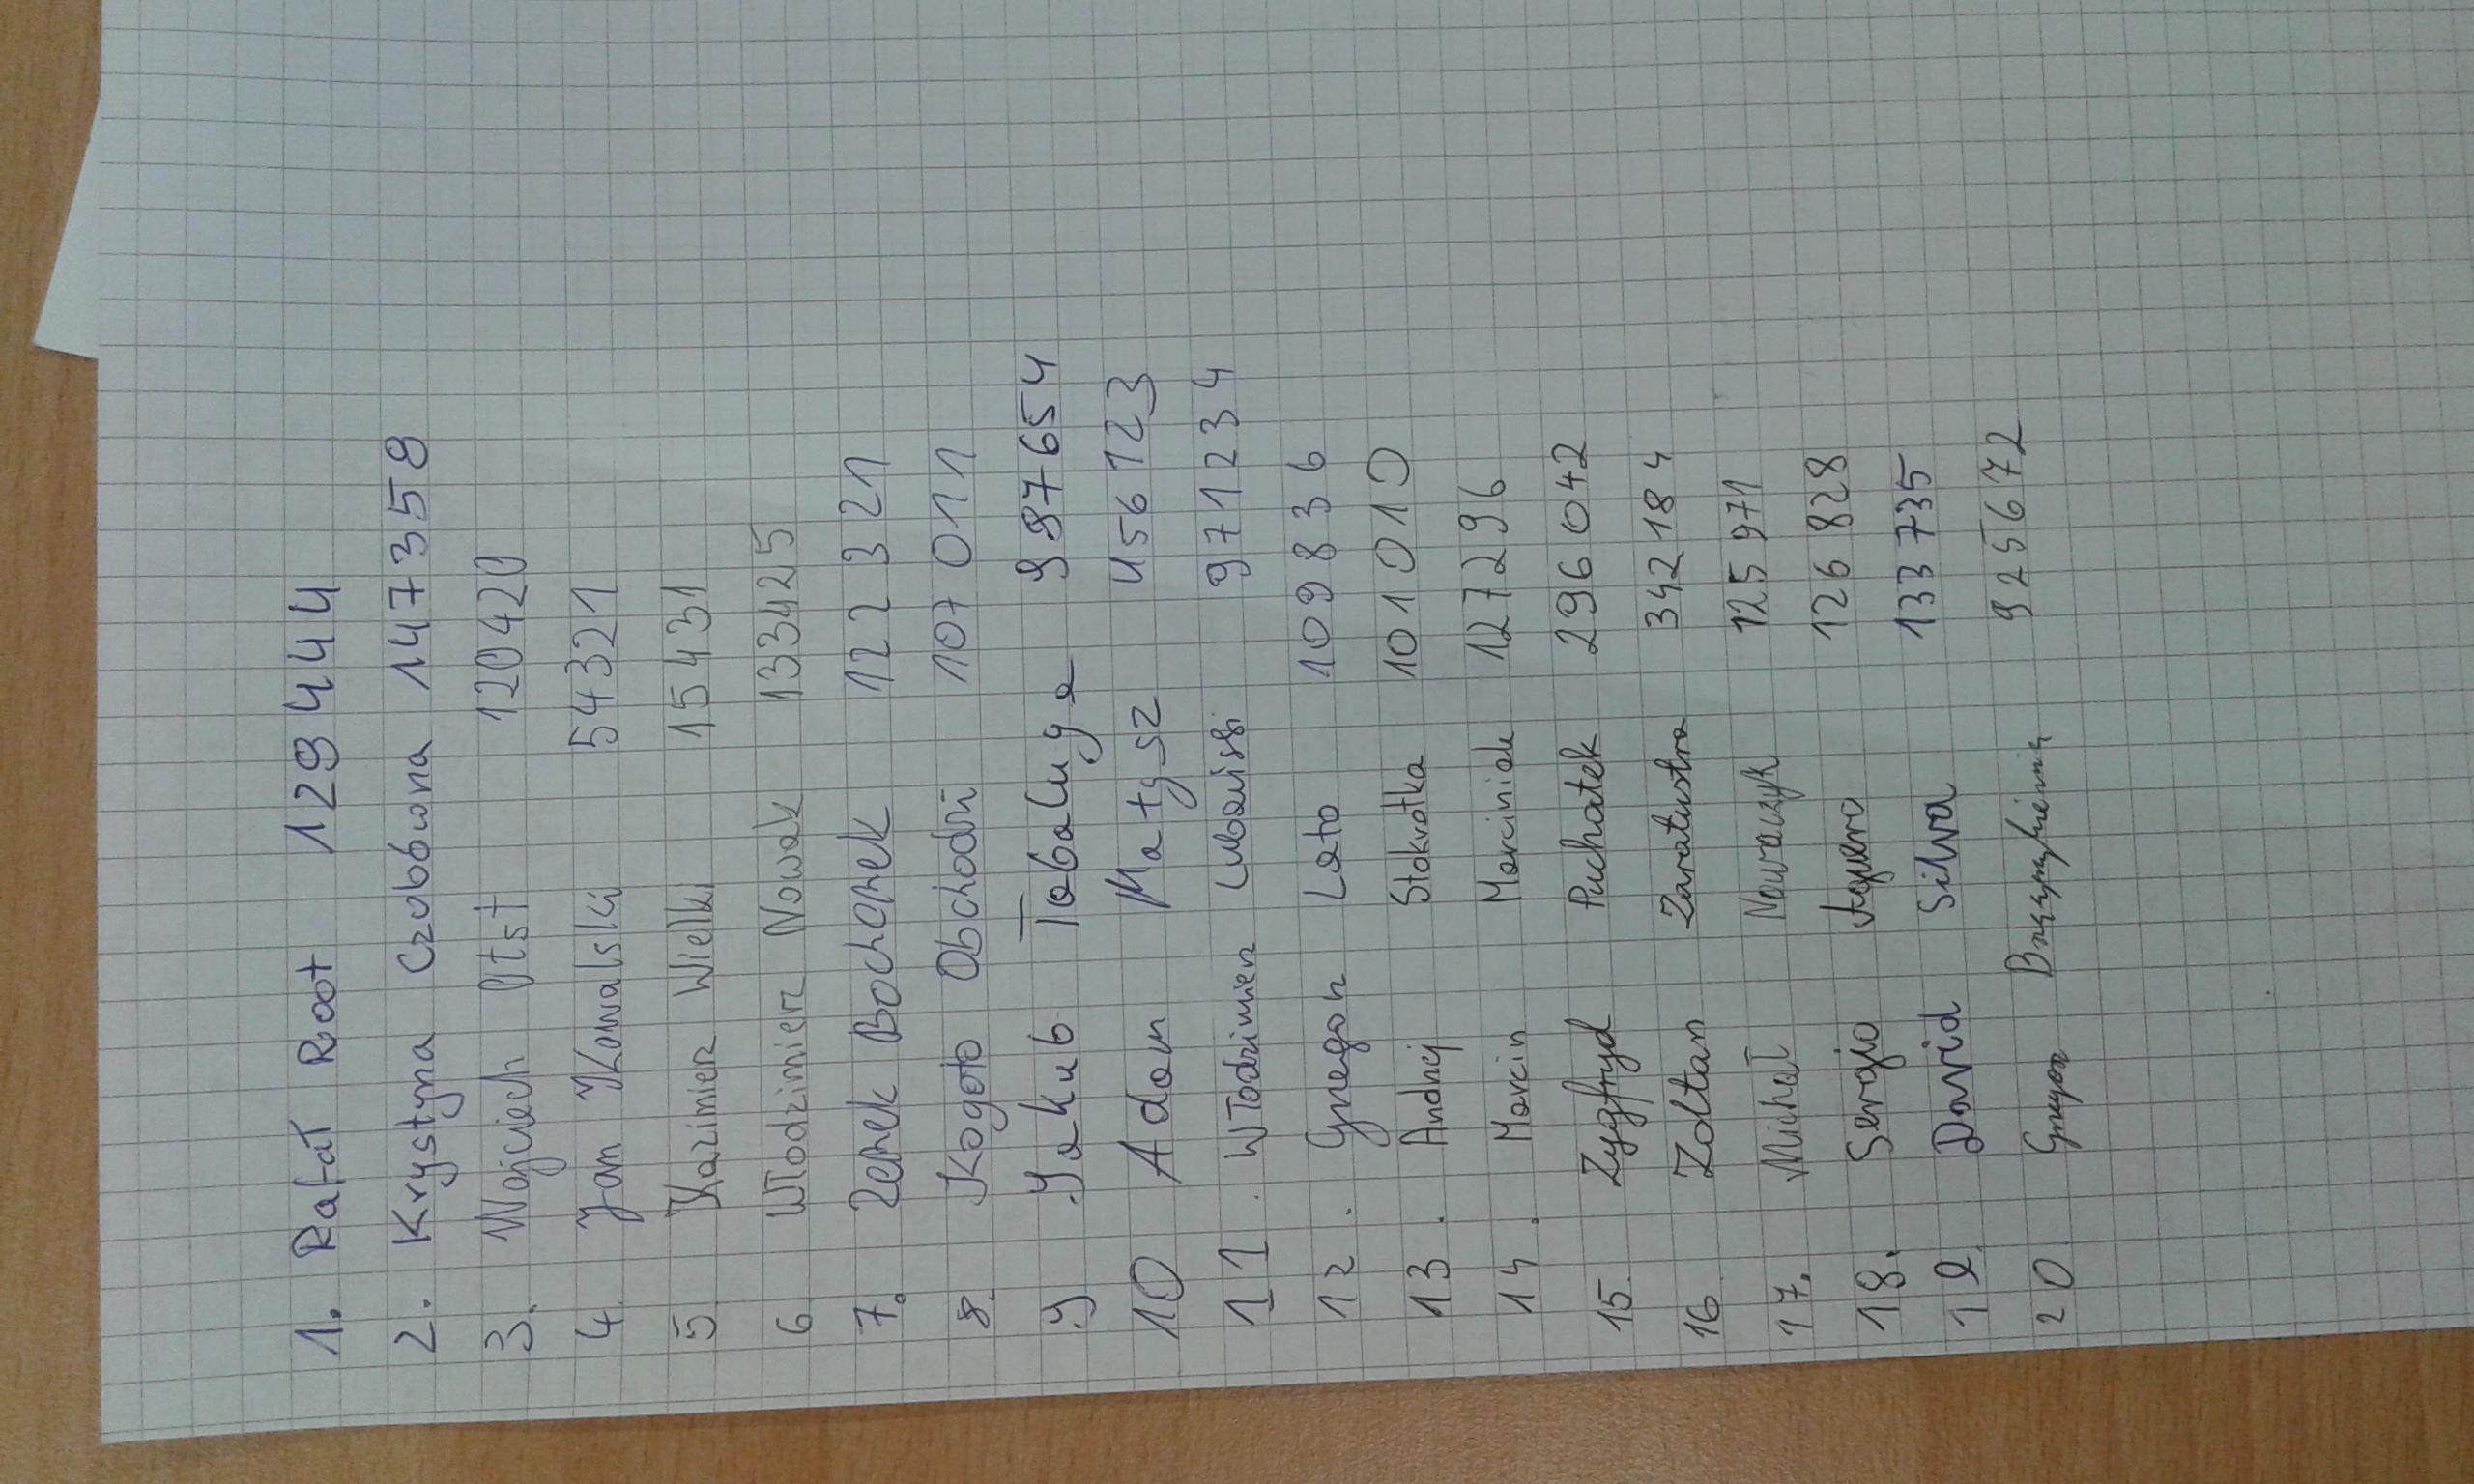 1. Rafał Root 129444
2. Krystyna Czubówna 147359
3. Wojciech Otst 120420
4. Jan Kowalski 54321
5 Kazimierz Wielki 15431
6 Włodzimierz Nowak 133425
7. Zenek Bochenek 122321
8. Kogoto Obchodzi 107011
9 Jakub Tabaluga 987654
10 Adam Małysz 456123
11. Włodzimierz Lubański 971234
12. Grzegorz Lato 109836
13. Andrzej Stokrotka 101010
14. Marcin Marciniak 127296
15. Zygfryd Puchatek 296042
16 Zoltan Zaratustra 342184
17. Michał Nowaczyk 125971
18. Sergio Aguero 126828
19. David Silva 133735
20 Grzegorz 925672